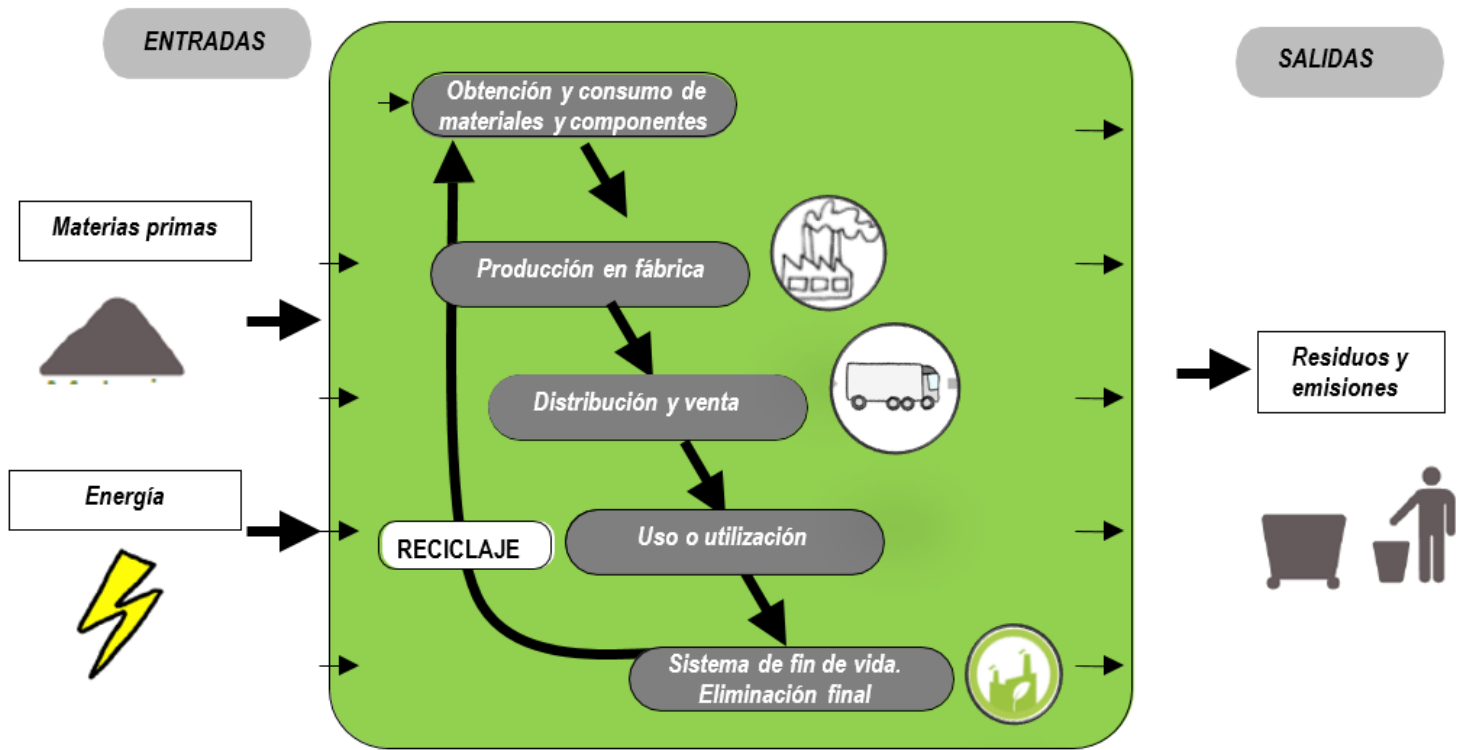 ENTRADAS
SALIDAS
Obtención y consumo de
materiales y componentes
Materias primas
Producción en fábrica
Distribución y venta
Residuos y
emisiones
Energía
RECICLAJE
Uso o utilización
Sistema de fin de vida.
Eliminación final